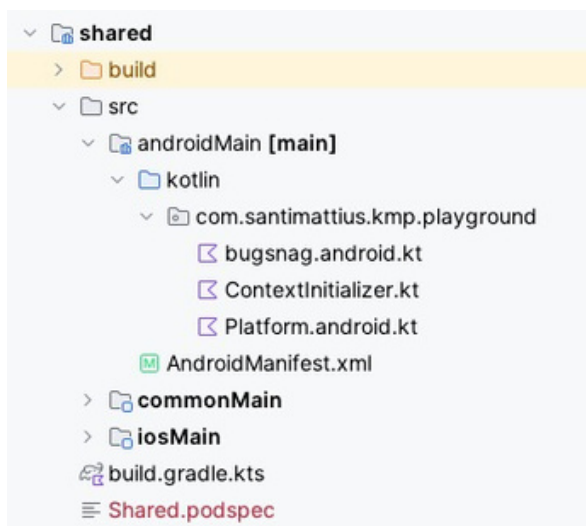 shared
build
src
androidMain [main]
kotlin
com.santimattius.kmp.playground
bugsnag.android.kt
ContextInitializer.kt
Platform.android.kt
M AndroidManifest.xml
commonMain
iosMain
build.gradle.kts
Shared.podspec